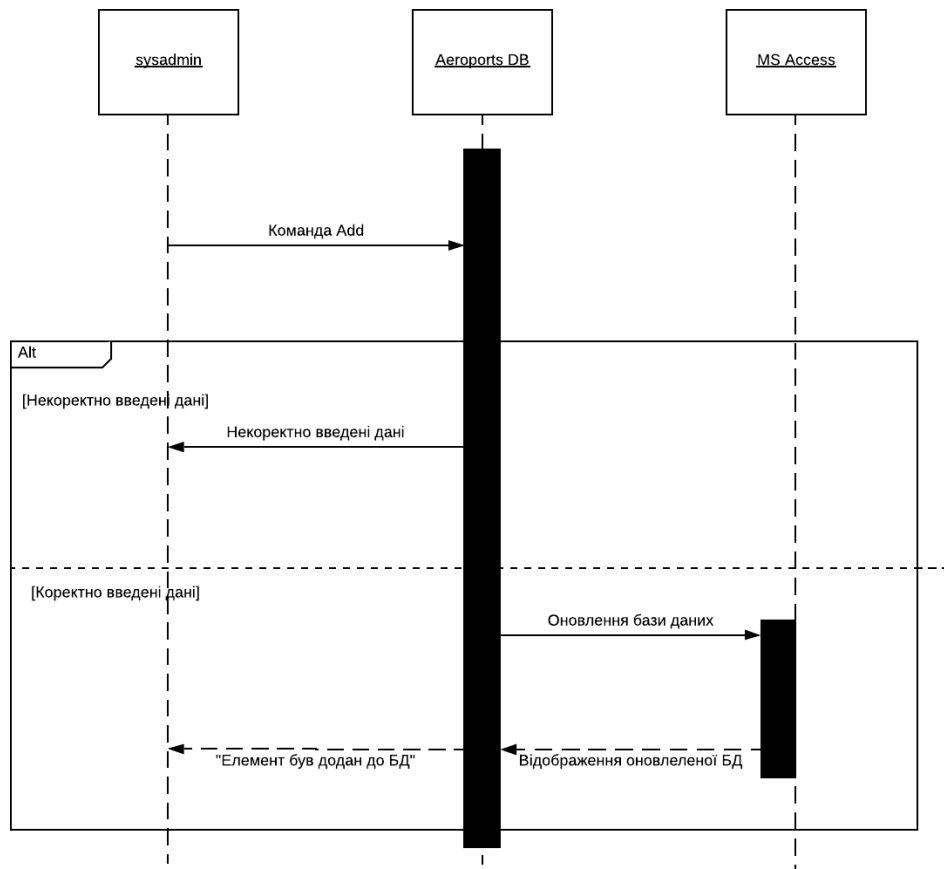 sysadmin
Aeroports DB
MS Access
Команда Add
Alt
[Некоректно введені дані]
Некоректно введені дані
[Коректно введені дані]
Оновлення бази даних
"Елемент був додан до БД"
Відображення оновлеленої БД